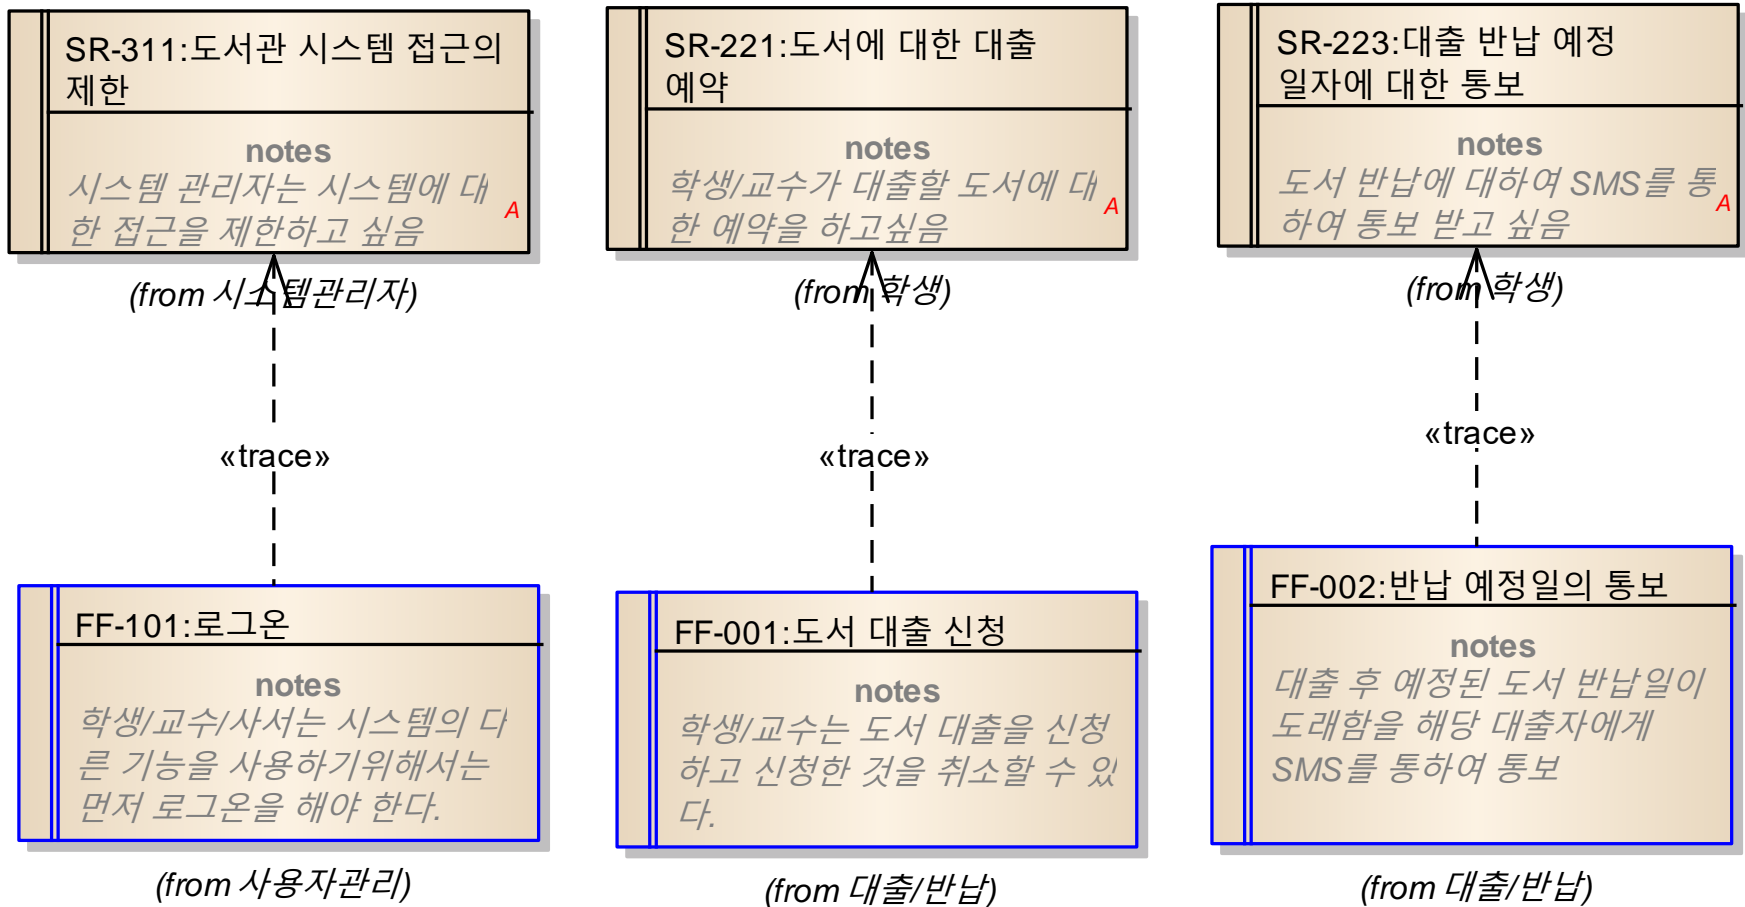 SR-311:도서관 시스템 접근의
제한
notes
시스템 관리자는 시스템에 대
한 접근을 제한하고 싶음
A
(from 시스템관리자)
SR-221:도서에 대한 대출
예약
notes
학생/교수가 대출할 도서에 대
한 예약을 하고싶음
A
(from 학생)
SR-223:대출 반납 예정
일자에 대한 통보
notes
도서 반납에 대하여 SMS를 통
하여 통보 받고 싶음
A
(from 학생)
«trace»
«trace»
«trace»
FF-101:로그온
notes
학생/교수/사서는 시스템의 다
른 기능을 사용하기위해서는
먼저 로그온을 해야 한다.
(from 사용자관리)
FF-001:도서 대출 신청
notes
학생/교수는 도서 대출을 신청
하고 신청한 것을 취소할 수 있
다.
(from 대출/반납)
FF-002:반납 예정일의 통보
notes
대출 후 예정된 도서 반납일이
도래함을 해당 대출자에게
SMS를 통하여 통보
(from 대출/반납)